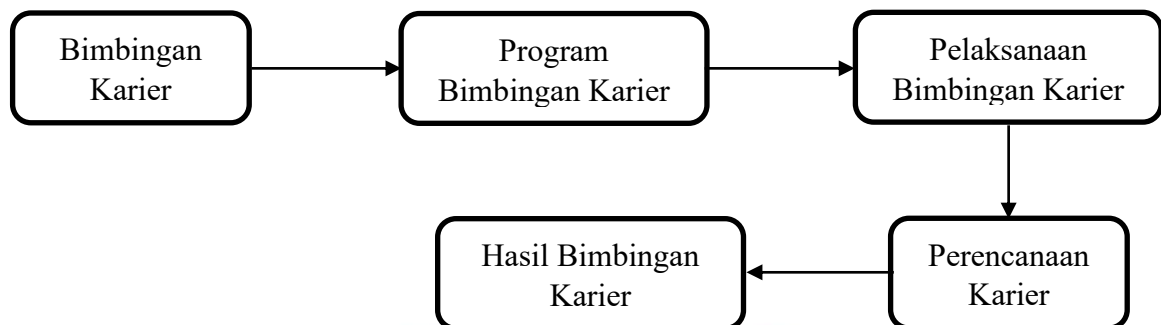 Bimbingan
Karier
Program
Bimbingan Karier
Pelaksanaan
Bimbingan Karier
Hasil Bimbingan
Karier
Perencanaan
Karier